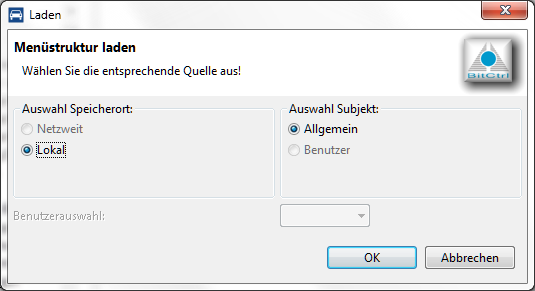 Laden
Menüstruktur laden
Wählen Sie die entsprechende Quelle aus!
BitCtrl
Auswahl Speicherort:
Netzweit
Lokal
Auswahl Subjekt:
Allgemein
Benutzer
Benutzerauswahl:
OK
Abbrechen